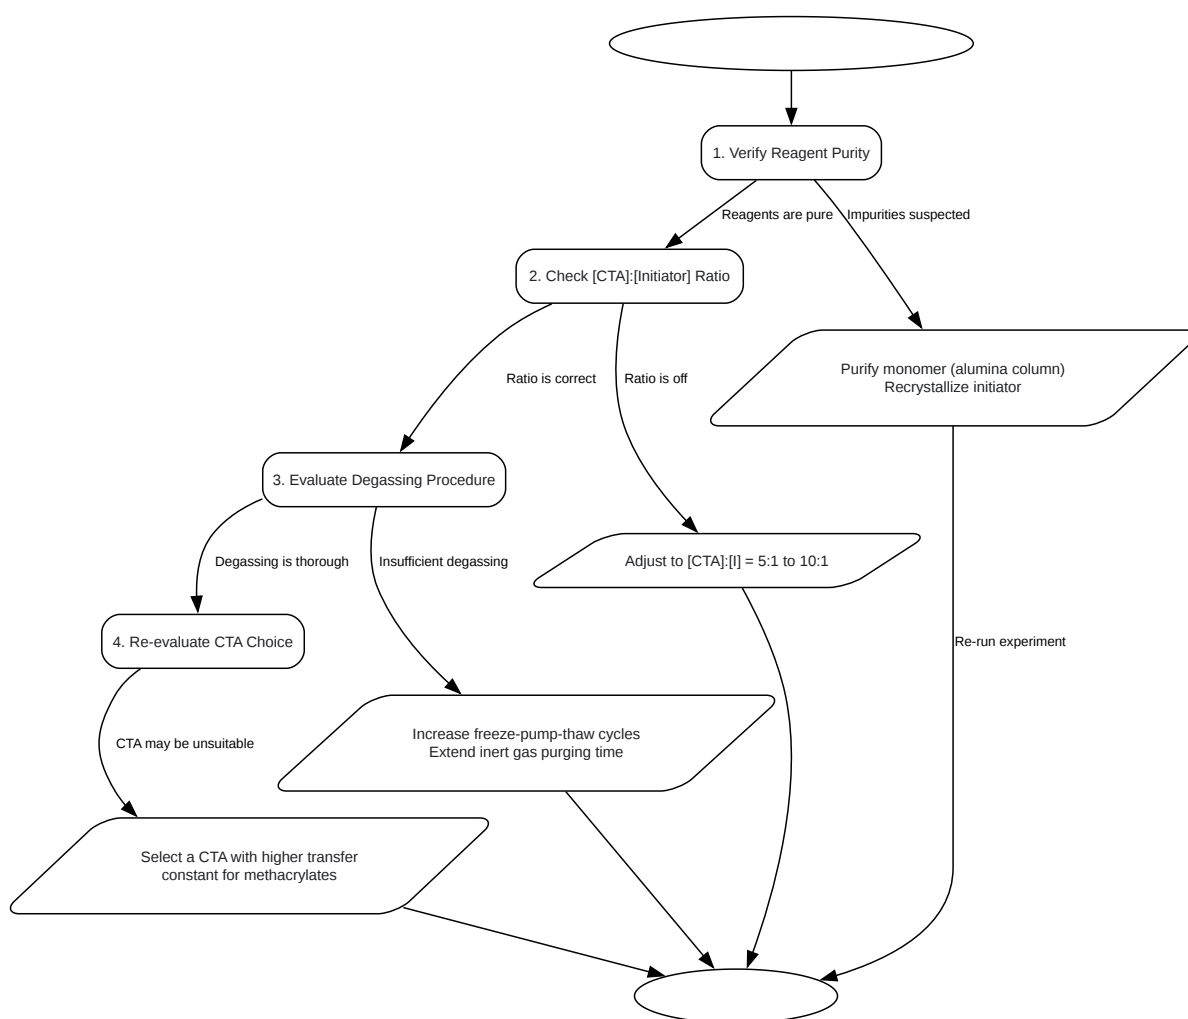 1. Verify Reagent Purity
Reagents are pure
Impurities suspected
2. Check [CTA]:[Initiator] Ratio
Ratio is correct
Ratio is off
Purify monomer (alumina column)
Recrystallize initiator
3. Evaluate Degassing Procedure
Degassing is thorough
Insufficient degassing
Adjust to [CTA]:[I] = 5:1 to 10:1
4. Re-evaluate CTA Choice
Re-run experiment
CTA may be unsuitable
Increase freeze-pump-thaw cycles
Extend inert gas purging time
Select a CTA with higher transfer
constant for methacrylates